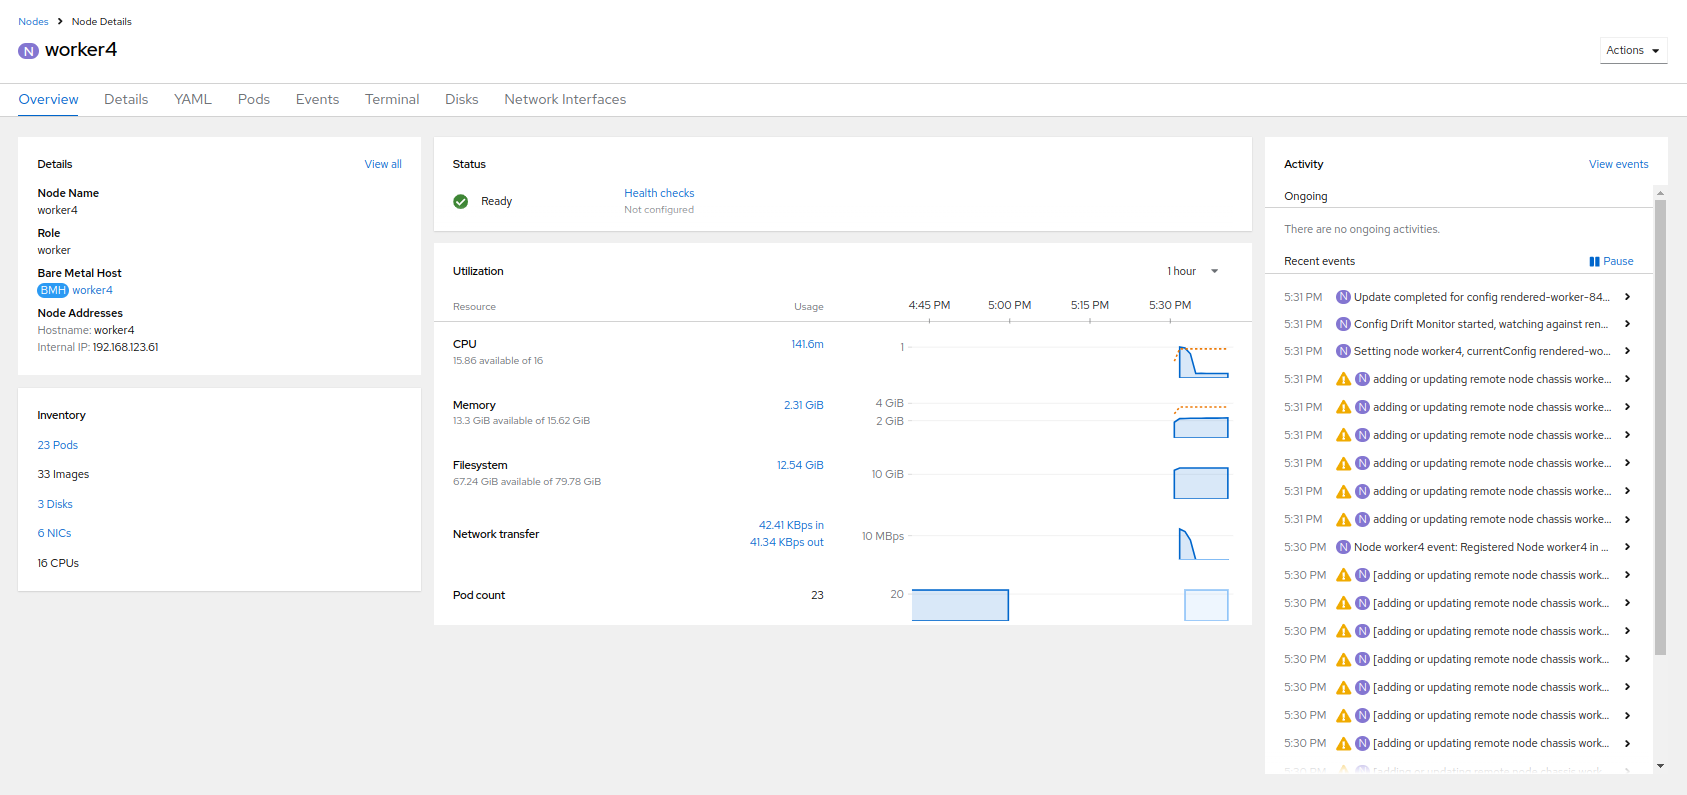 Nodes > Node Details
N worker4
Actions
Overview Details YAML Pods Events Terminal Disks Network Interfaces
Details View all
Node Name
worker4
Role
worker
Bare Metal Host
BMH worker4
Node Addresses
Hostname: worker4
Internal IP: 192.168.123.61
Inventory
23 Pods
33 Images
3 Disks
6 NICs
16 CPUs
Status
Ready
Health checks
Not configured
Utilization 1 hour
Resource Usage 4:45 PM 5:00 PM 5:15 PM 5:30 PM
CPU 141.6m 1
15.86 available of 16
Memory 2.31 GiB 4 GiB
13.3 GiB available of 15.62 GiB 2 GiB
Filesystem 12.54 GiB 10 GiB
67.24 GiB available of 79.78 GiB
Network transfer 42.41 KBps in 10 MBps
41.34 KBps out
Pod count 23 20
Activity View events
Ongoing
There are no ongoing activities.
Recent events Pause
5:31 PM N Update completed for config rendered-worker-84...
5:31 PM N Config Drift Monitor started, watching against ren...
5:31 PM N Setting node worker4, currentConfig rendered-wo...
5:31 PM N adding or updating remote node chassis worke...
5:31 PM N adding or updating remote node chassis worke...
5:31 PM N adding or updating remote node chassis worke...
5:31 PM N adding or updating remote node chassis worke...
5:31 PM N adding or updating remote node chassis worke...
5:31 PM N adding or updating remote node chassis worke...
5:30 PM N Node worker4 event: Registered Node worker4 in ...
5:30 PM N [adding or updating remote node chassis work...
5:30 PM N [adding or updating remote node chassis work...
5:30 PM N [adding or updating remote node chassis work...
5:30 PM N [adding or updating remote node chassis work...
5:30 PM N [adding or updating remote node chassis work...
5:30 PM N [adding or updating remote node chassis work...
5:30 PM N [adding or updating remote node chassis work...